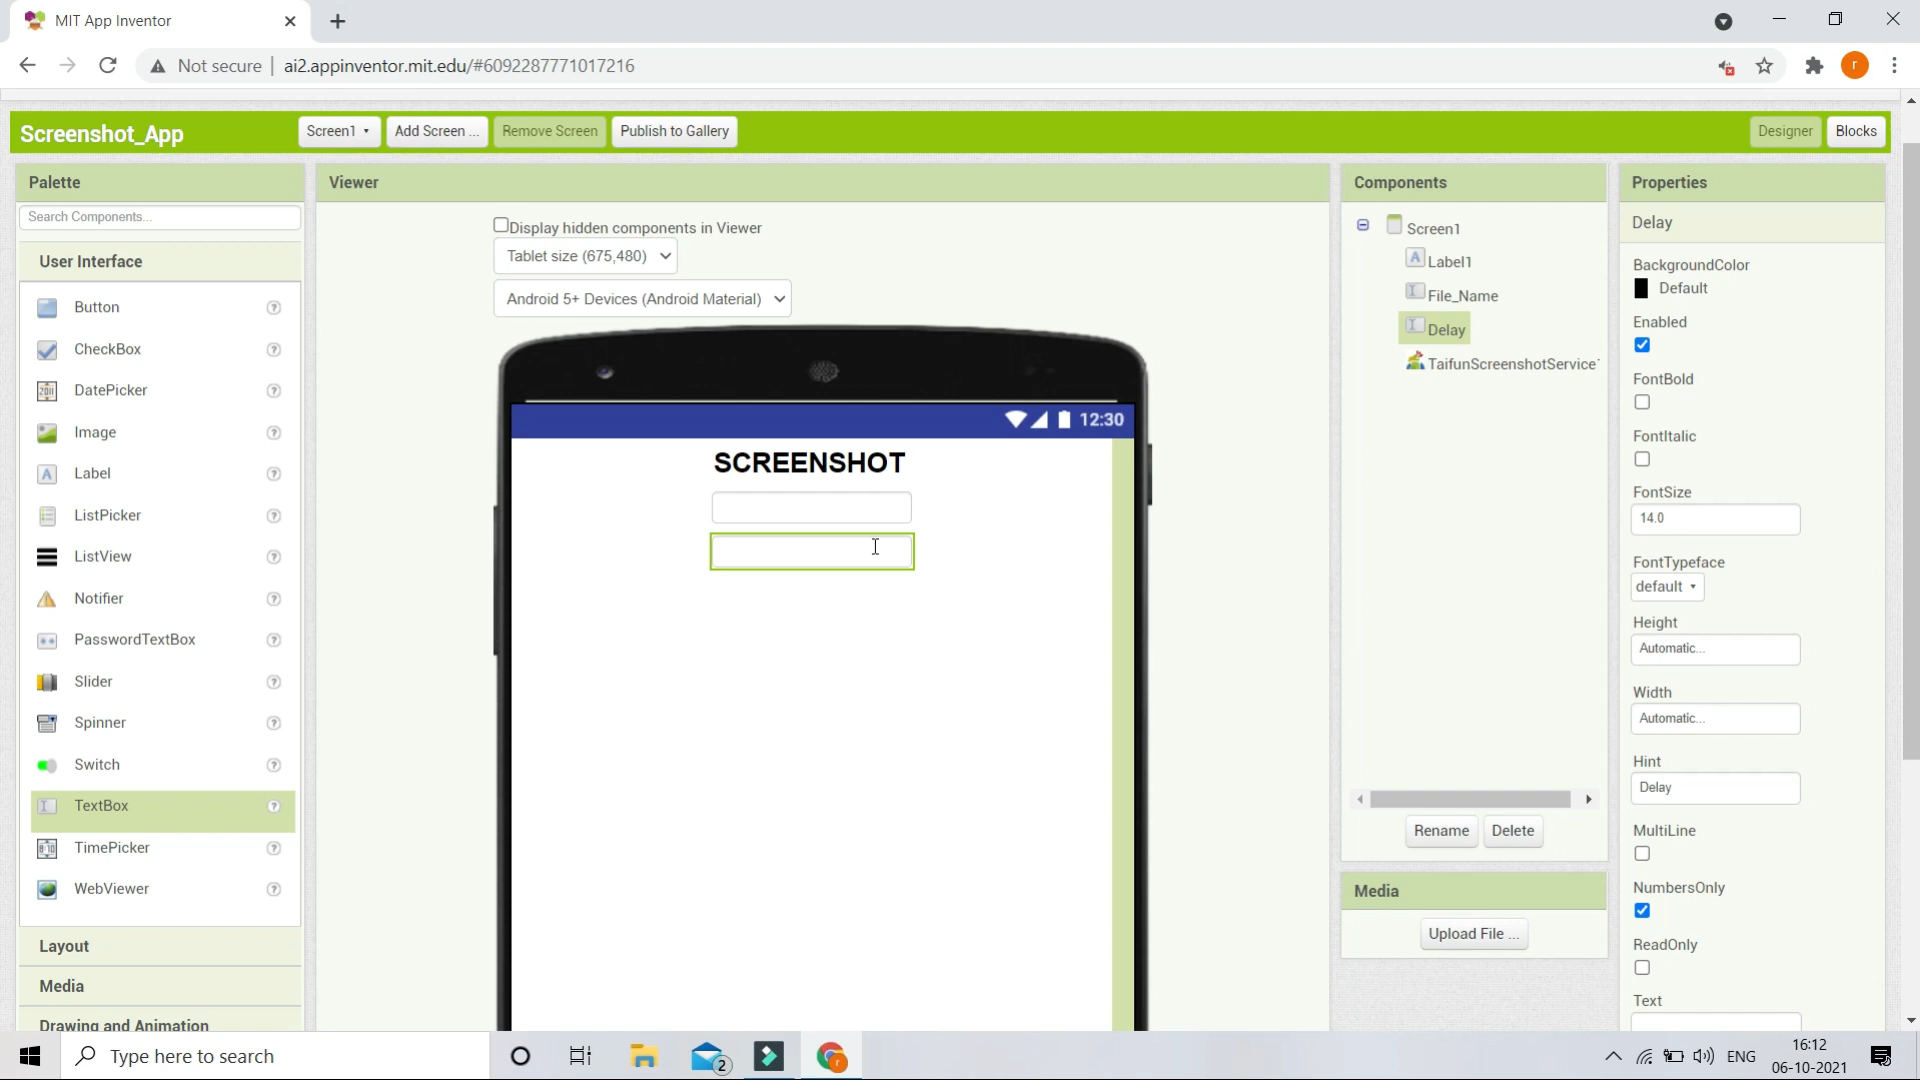 MIT App Inventor
Not secure
ai2.appinventor.mit.edu/#6092287771017216
r
Screenshot_App
Screen1
Add Screen ...
Remove Screen
Publish to Gallery
Designer
Blocks
Palette
Search Components...
User Interface
Button
CheckBox
DatePicker
Image
Label
ListPicker
ListView
Notifier
PasswordTextBox
Slider
Spinner
Switch
TextBox
TimePicker
WebViewer
Layout
Media
Drawing and Animation
Viewer
Display hidden components in Viewer
Tablet size (675,480)
Android 5+ Devices (Android Material)
12:30
SCREENSHOT
Components
Screen1
Label1
File_Name
Delay
TaifunScreenshotService
Rename
Delete
Media
Upload File ...
Properties
Delay
BackgroundColor
Default
Enabled
FontBold
FontItalic
FontSize
14.0
FontTypeface
default
Height
Automatic...
Width
Automatic...
Hint
Delay
MultiLine
NumbersOnly
ReadOnly
Text
Type here to search
2
ENG
16:12
06-10-2021